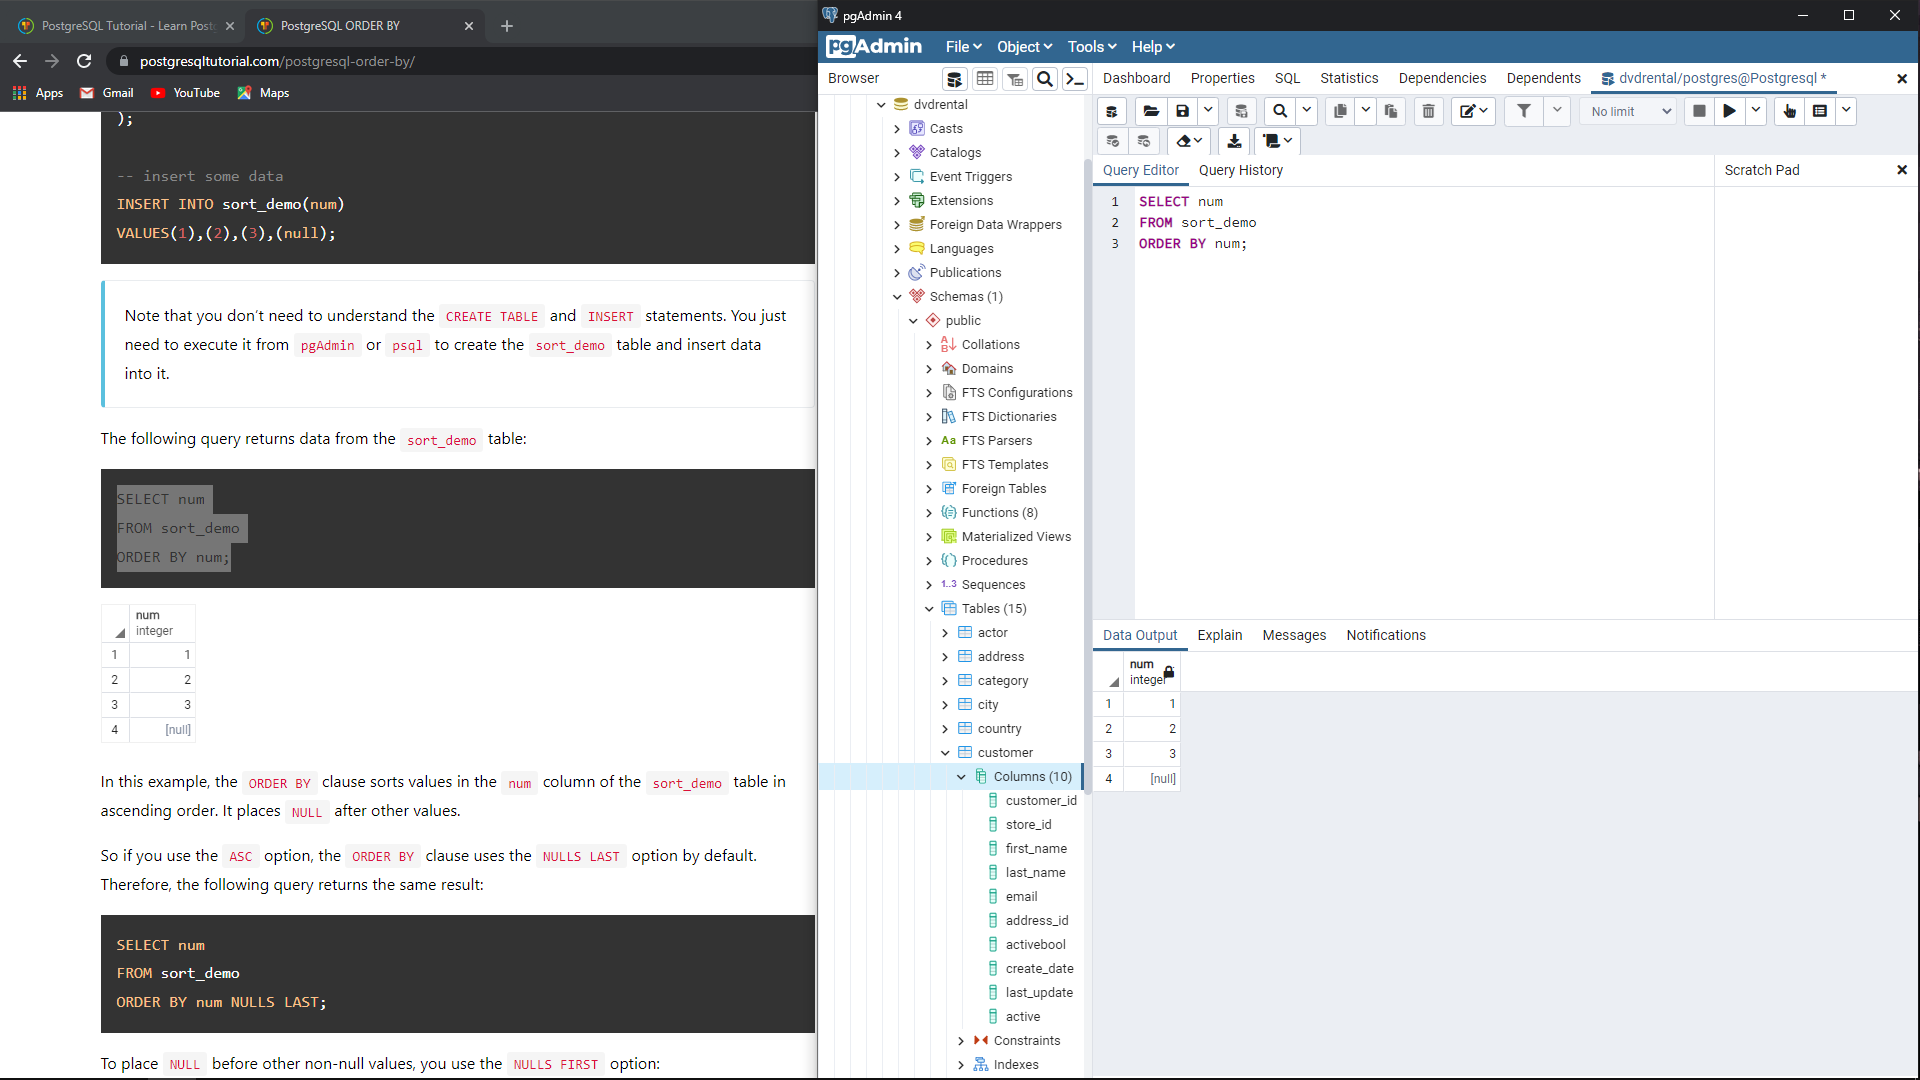 PostgreSQL Tutorial - Learn Post
PostgreSQL ORDER BY
postgresqltutorial.com/postgresql-order-by/
Apps
Gmail
YouTube
Maps
);
-- insert some data
INSERT INTO sort_demo(num)
VALUES(1),(2),(3),(null);
Note that you don't need to understand the CREATE TABLE and INSERT statements. You just
need to execute it from pgAdmin or psql to create the sort_demo table and insert data
into it.
The following query returns data from the sort_demo table:
SELECT num
FROM sort_demo
ORDER BY num;
num
integer
1 1
2 2
3 3
4 [null]
In this example, the ORDER BY clause sorts values in the num column of the sort_demo table in
ascending order. It places NULL after other values.
So if you use the ASC option, the ORDER BY clause uses the NULLS LAST option by default.
Therefore, the following query returns the same result:
SELECT num
FROM sort_demo
ORDER BY num NULLS LAST;
To place NULL before other non-null values, you use the NULLS FIRST option:
pgAdmin 4
pgAdmin
File
Object
Tools
Help
Browser
dvdrental
Casts
Catalogs
Event Triggers
Extensions
Foreign Data Wrappers
Languages
Publications
Schemas (1)
public
Collations
Domains
FTS Configurations
FTS Dictionaries
Aa FTS Parsers
FTS Templates
Foreign Tables
Functions (8)
Materialized Views
Procedures
1..3 Sequences
Tables (15)
actor
address
category
city
country
customer
Columns (10)
customer_id
store_id
first_name
last_name
email
address_id
activebool
create_date
last_update
active
Constraints
Indexes
Dashboard
Properties
SQL
Statistics
Dependencies
Dependents
dvdrental/postgres@Postgresql *
No limit
Query Editor
Query History
Scratch Pad
1 SELECT num
2 FROM sort_demo
3 ORDER BY num;
Data Output
Explain
Messages
Notifications
num
integer
1 1
2 2
3 3
4 [null]